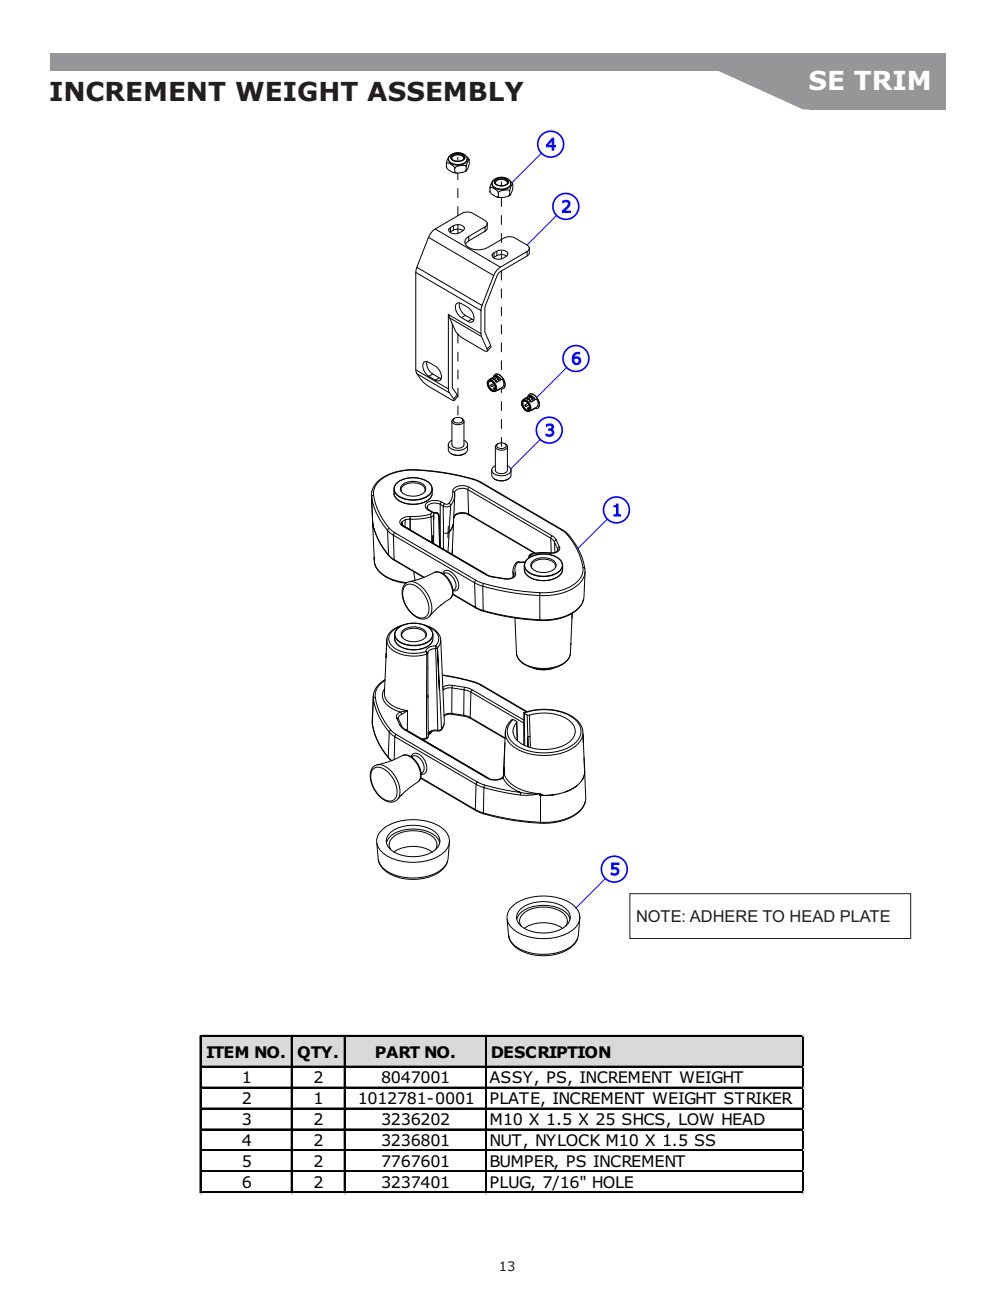 SE TRIM
INCREMENT WEIGHT ASSEMBLY
4
2
6
3
1
5
NOTE: ADHERE TO HEAD PLATE
ITEM NO. QTY. PART NO. DESCRIPTION
1 2 8047001 ASSY, PS, INCREMENT WEIGHT
2 1 1012781-0001 PLATE, INCREMENT WEIGHT STRIKER
3 2 3236202 M10 X 1.5 X 25 SHCS, LOW HEAD
4 2 3236801 NUT, NYLOCK M10 X 1.5 SS
5 2 7767601 BUMPER, PS INCREMENT
6 2 3237401 PLUG, 7/16" HOLE
13